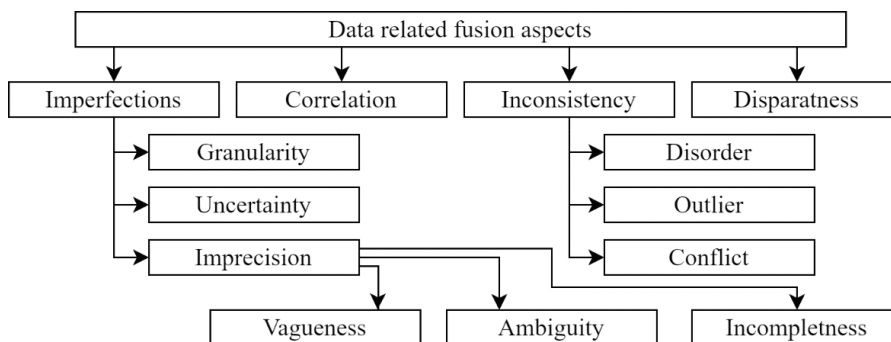 Data related fusion aspects
Imperfections
Correlation
Inconsistency
Disparatness
Granularity
Disorder
Uncertainty
Outlier
Imprecision
Conflict
Vagueness
Ambiguity
Incompletness